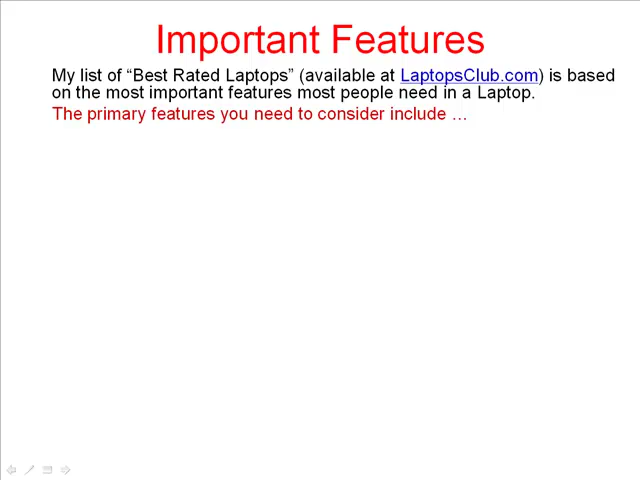 Important Features
My list of “Best Rated Laptops” (available at LaptopsClub.com) is based
on the most important features most people need in a Laptop.
The primary features you need to consider include …